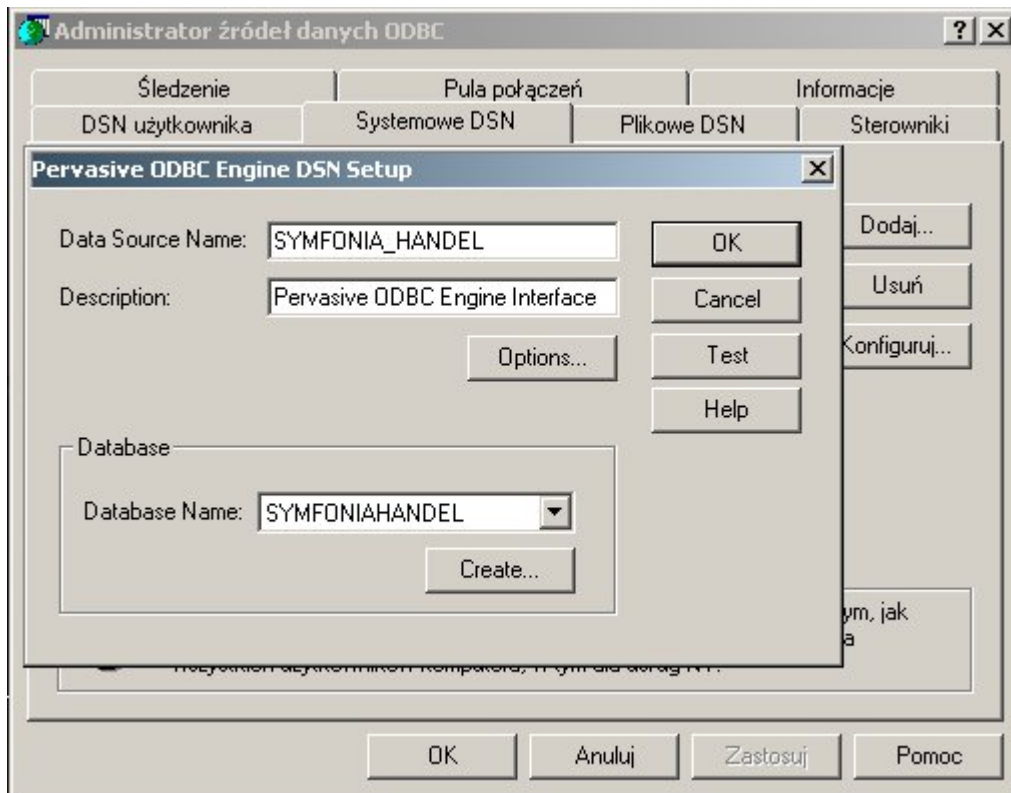 Administrator źródeł danych ODBC
Śledzenie
Pula połączeń
Informacje
DSN użytkownika
Systemowe DSN
Plikowe DSN
Sterowniki
Pervasive ODBC Engine DSN Setup
Data Source Name:
SYMFONIA_HANDEL
OK
Dodaj...
Description:
Pervasive ODBC Engine Interface
Cancel
Usuń
Options...
Test
Konfiguruj...
Help
Database
Database Name:
SYMFONIAHANDEL
Create...
ym, jak
a
OK
Anuluj
Zastosuj
Pomoc